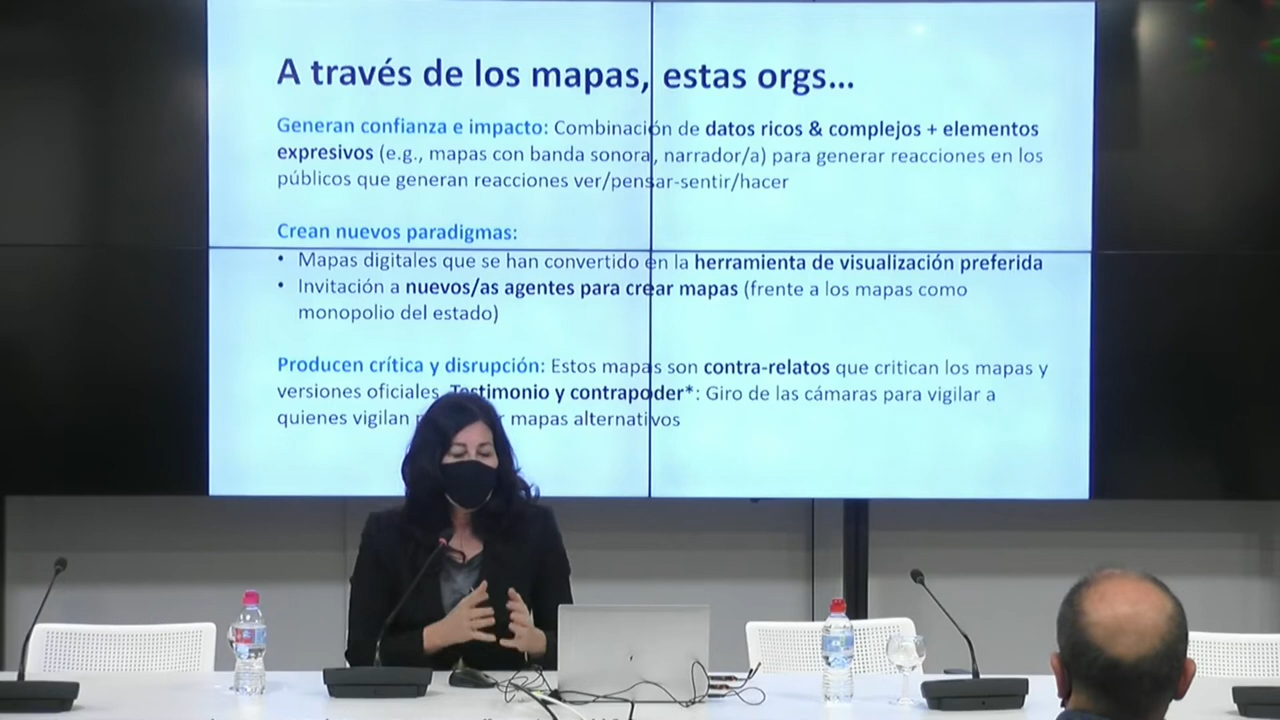 A través de los mapas, estas orgs...
Generan confianza e impacto: Combinación de datos ricos & complejos + elementos
expresivos (e.g., mapas con banda sonora, narrador/a) para generar reacciones en los
públicos que generan reacciones ver/pensar-sentir/hacer
Crean nuevos paradigmas:
• Mapas digitales que se han convertido en la herramienta de visualización preferida
• Invitación a nuevos/as agentes para crear mapas (frente a los mapas como
monopolio del estado)
Producen crítica y disrupción: Estos mapas son contra-relatos que critican los mapas y
versiones oficiales. Testimonio y contrapoder*: Giro de las cámaras para vigilar a
quienes vigilan mapas alternativos